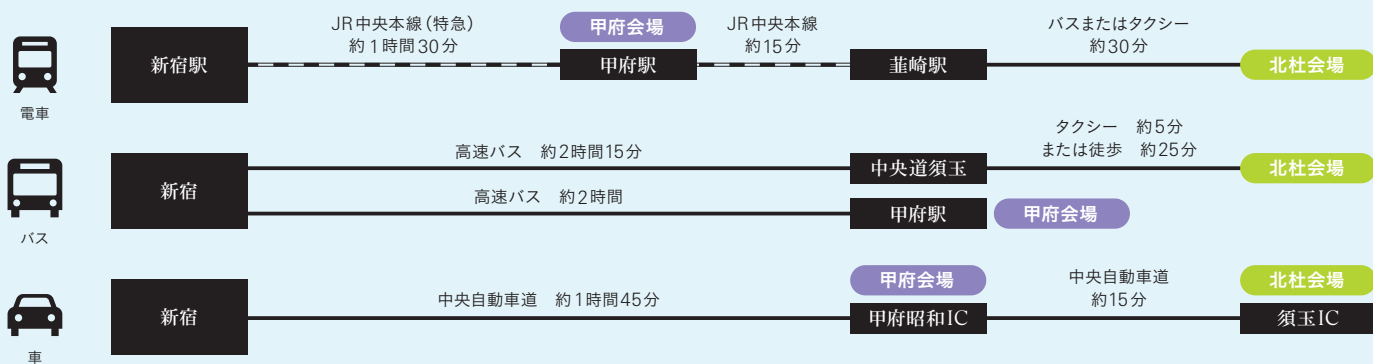 JR中央本線(特急)
約1時間30分
甲府会場
JR中央本線
約15分
バスまたはタクシー
約30分
新宿駅
甲府駅
韮崎駅
北杜会場
電車
タクシー 約5分
または徒歩 約25分
高速バス 約2時間15分
新宿
中央道須玉
北杜会場
高速バス 約2時間
甲府駅
甲府会場
バス
甲府会場
中央自動車道
約15分
北杜会場
中央自動車道 約1時間45分
新宿
甲府昭和IC
須玉IC
車